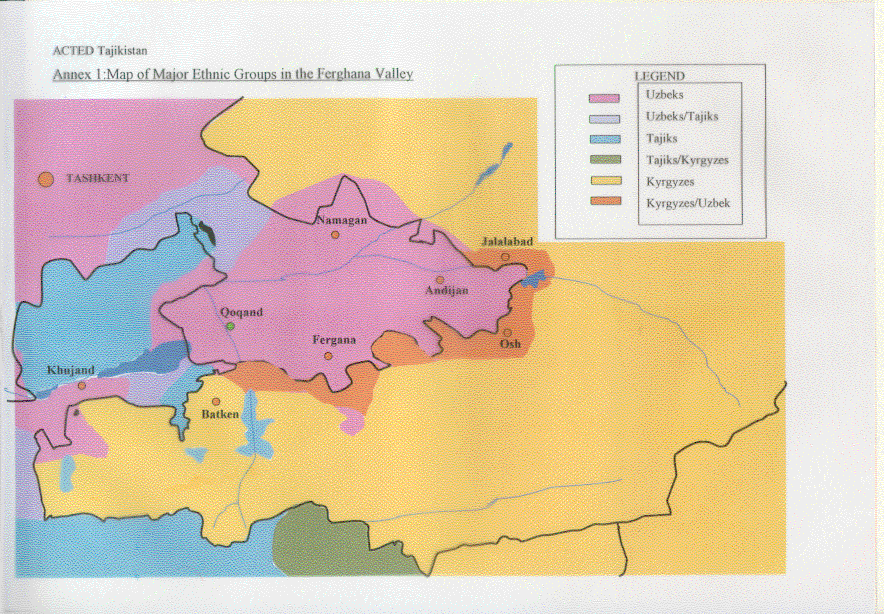 ACTED Tajikistan
Annex 1:Map of Major Ethnic Groups in the Ferghana Valley
LEGEND
Uzbeks
Uzbeks/Tajiks
Tajiks
Tajiks/Kyrgyzes
Kyrgyzes
Kyrgyzes/Uzbek
TASHKENT
Namagan
Jalalabad
Andijan
Qoqand
Fergana
Osh
Khujand
Batken